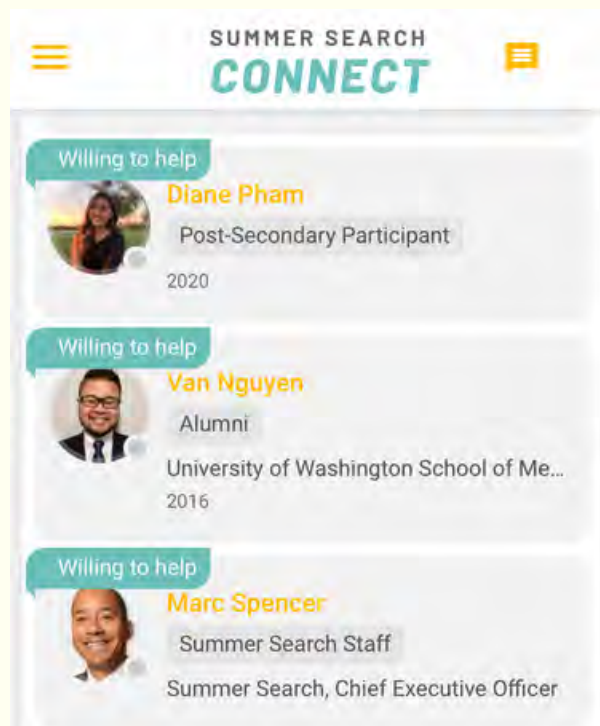 SUMMER SEARCH
CONNECT
Willing to help
Diane Pham
Post-Secondary Participant
2020
Willing to help
Van Nguyen
Alumni
University of Washington School of Me...
2016
Willing to help
Marc Spencer
Summer Search Staff
Summer Search, Chief Executive Officer